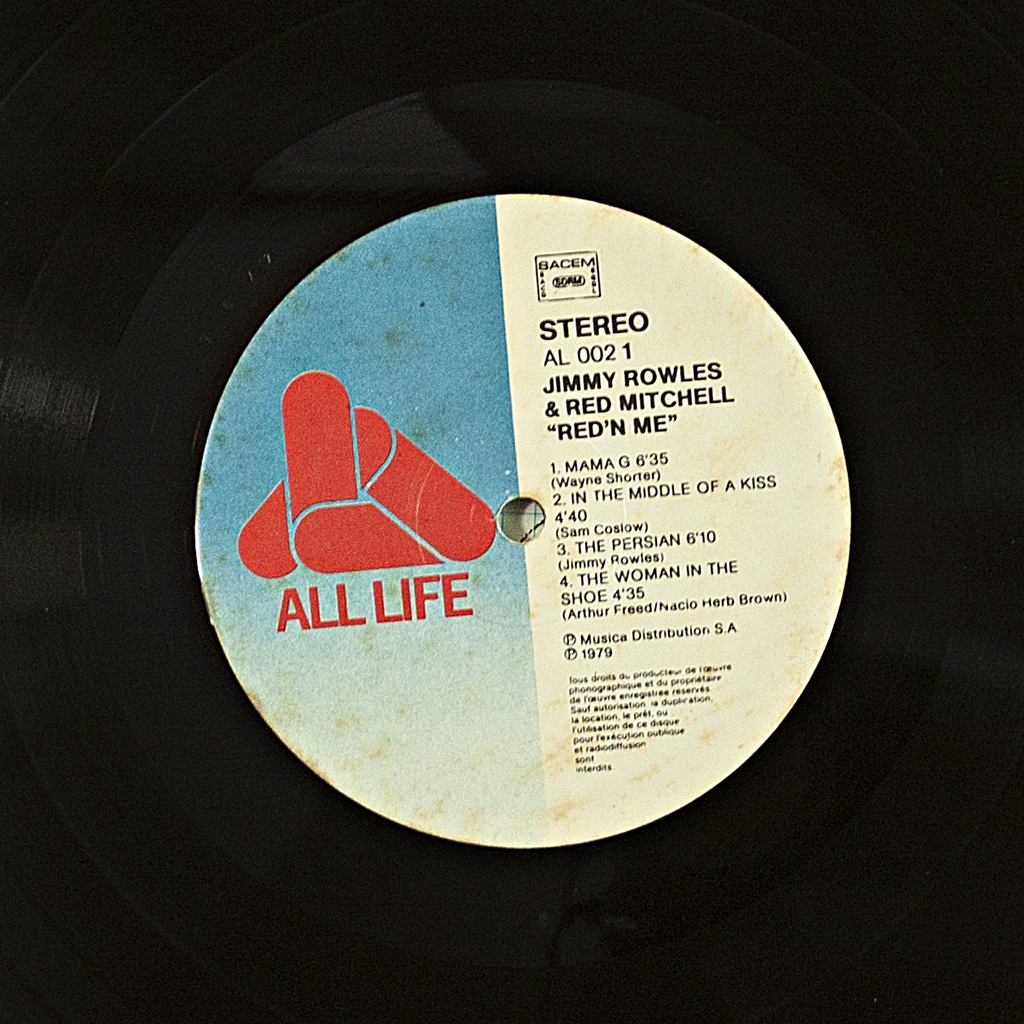 SACEM
SACD
SDRM
SGDL
STEREO
AL 002 1
JIMMY ROWLES
& RED MITCHELL
"RED'N ME"
1. MAMA G 6'35
(Wayne Shorter)
2. IN THE MIDDLE OF A KISS
4'40
(Sam Coslow)
3. THE PERSIAN 6'10
(Jimmy Rowles)
4. THE WOMAN IN THE
SHOE 4'35
(Arthur Freed/Nacio Herb Brown)
℗ Musica Distribution S.A
℗ 1979
Tous droits du producteur de l'œuvre
phonographique et du propriétaire
de l'œuvre enregistrée réservés.
Sauf autorisation la duplication,
la location, le prêt, ou
l'utilisation de ce disque
pour l'exécution publique
et radiodiffusion
sont
interdits
ALL LIFE